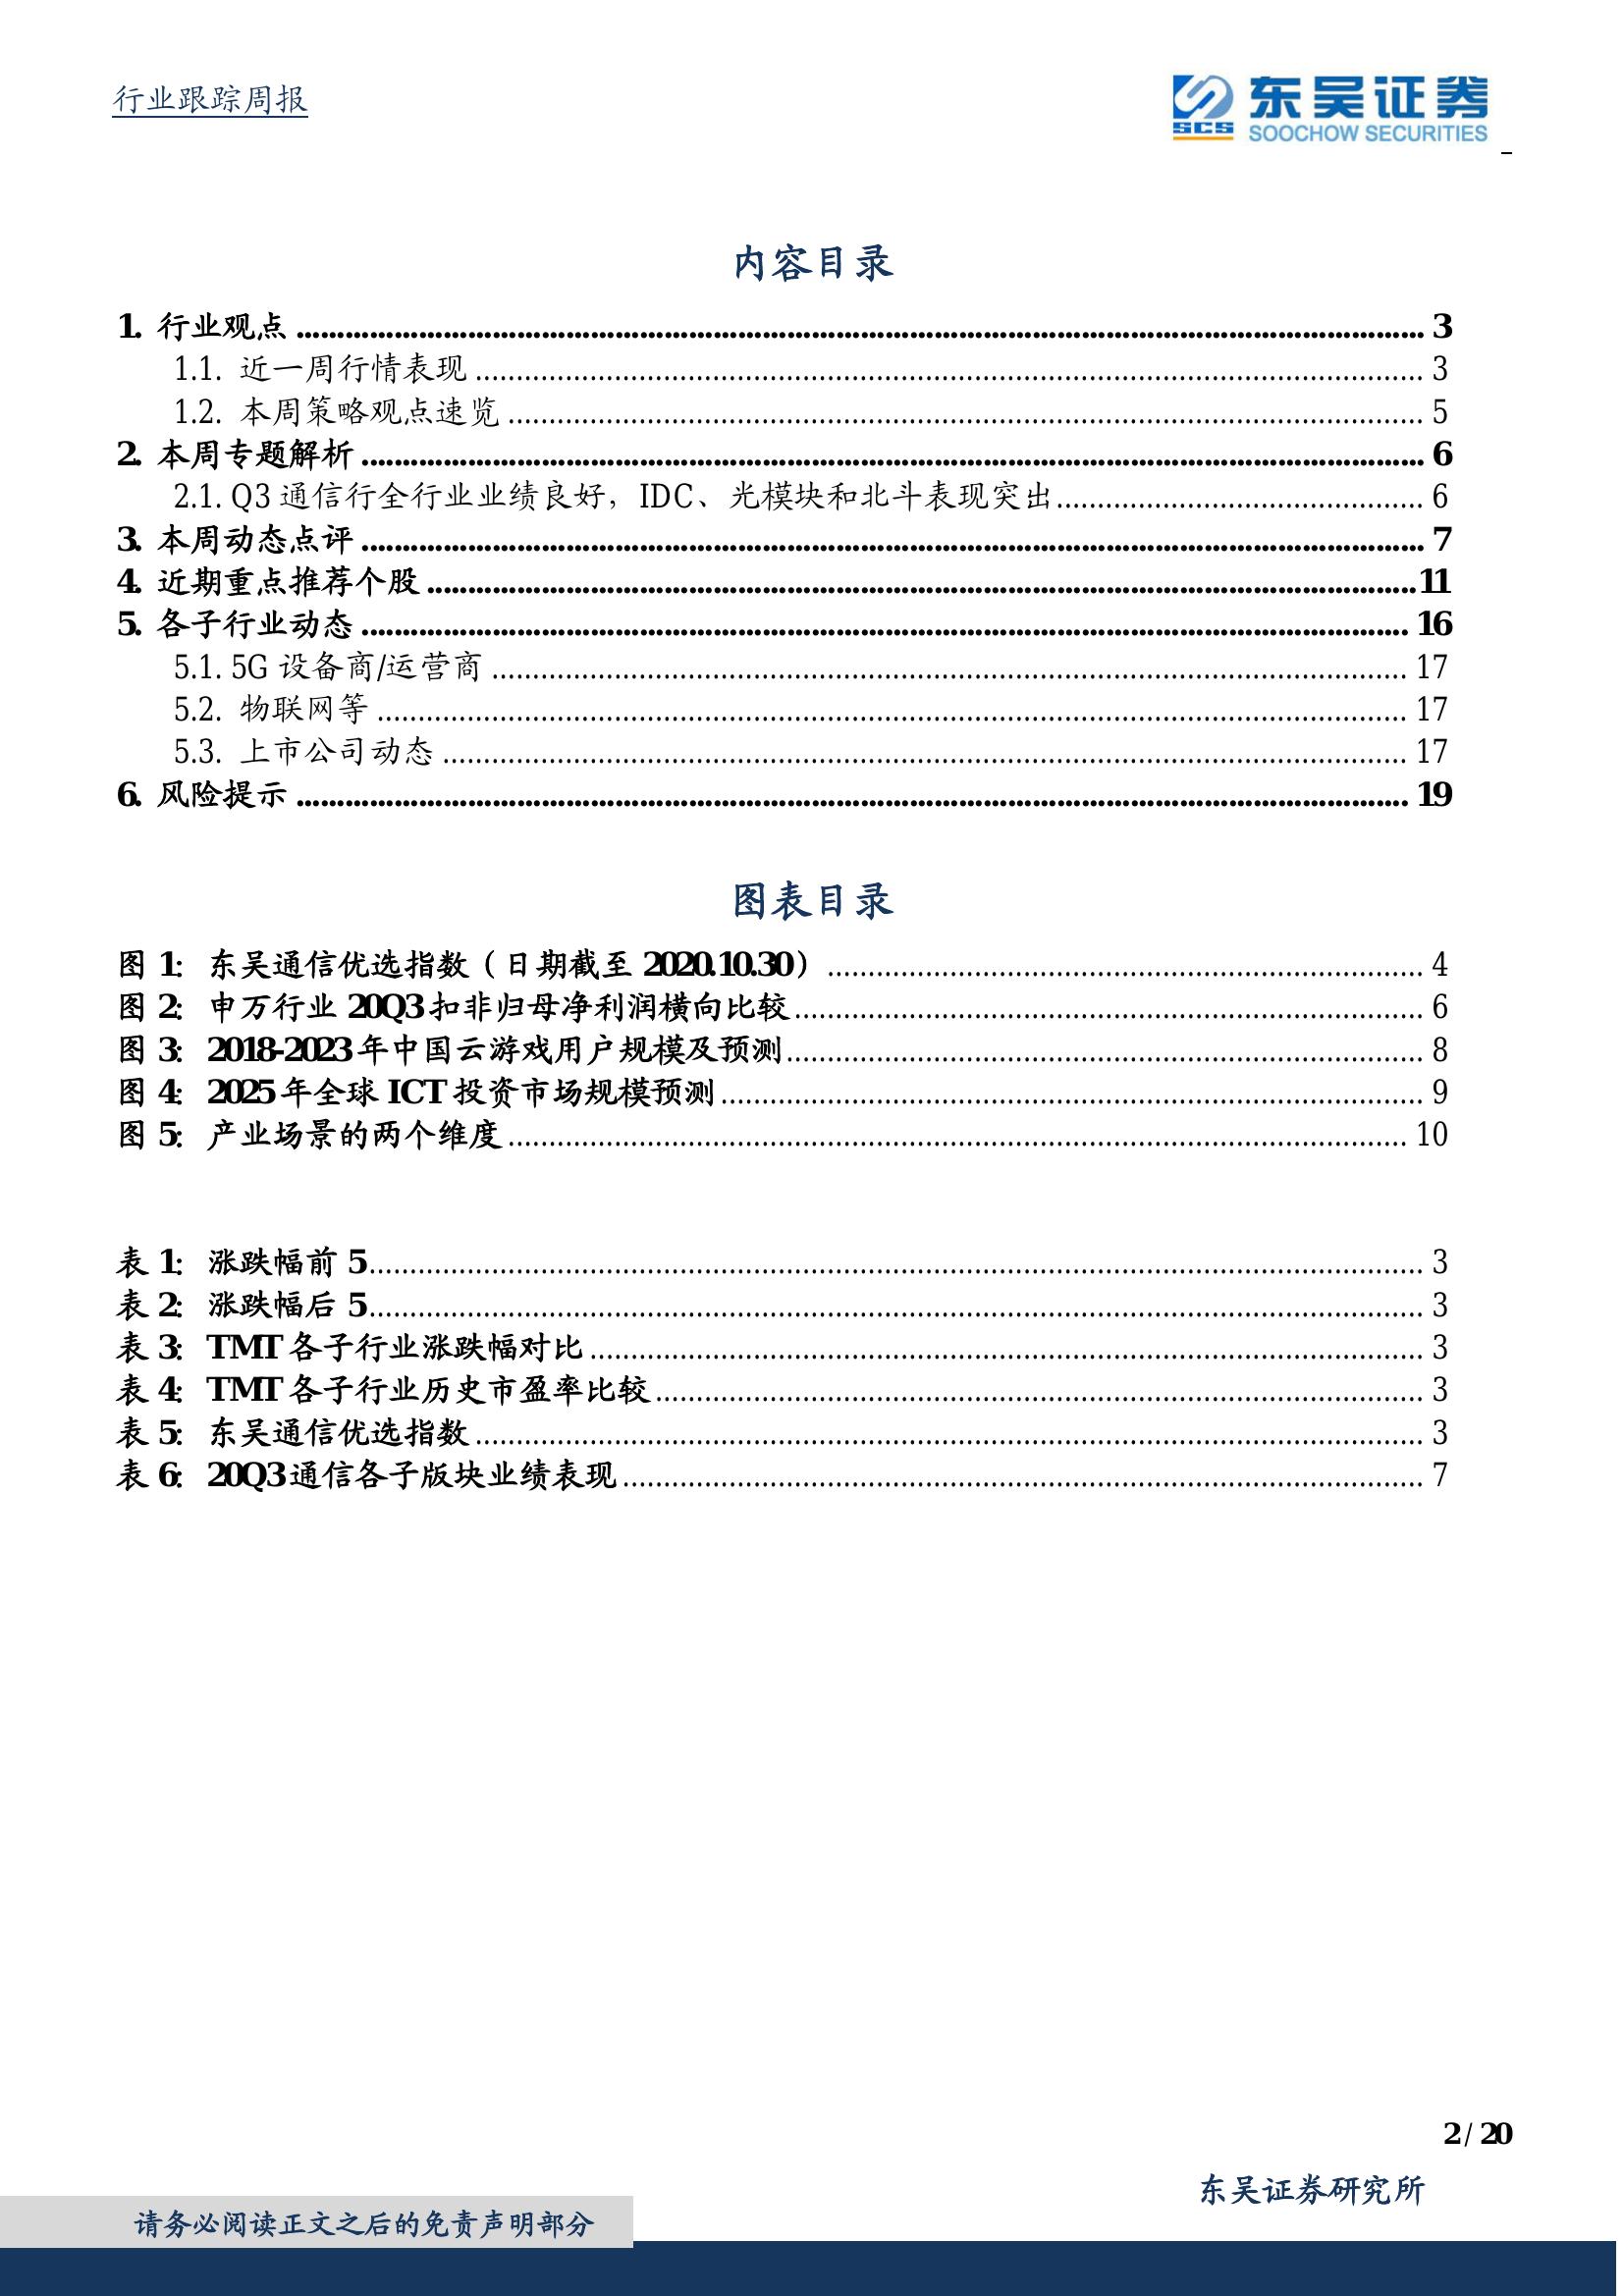 行业跟踪周报
东吴证券
SCS
SOOCHOW SECURITIES
内容目录
1. 行业观点 3
1.1. 近一周行情表现 3
1.2. 本周策略观点速览 5
2. 本周专题解析 6
2.1. Q3 通信行全行业业绩良好，IDC、光模块和北斗表现突出 6
3. 本周动态点评 7
4. 近期重点推荐个股 11
5. 各子行业动态 16
5.1. 5G 设备商/运营商 17
5.2. 物联网等 17
5.3. 上市公司动态 17
6. 风险提示 19
图表目录
图 1: 东吴通信优选指数（日期截至 2020.10.30） 4
图 2: 申万行业 20Q3 扣非归母净利润横向比较 6
图 3: 2018-2023 年中国云游戏用户规模及预测 8
图 4: 2025 年全球 ICT 投资市场规模预测 9
图 5: 产业场景的两个维度 10
表 1: 涨跌幅前 5 3
表 2: 涨跌幅后 5 3
表 3: TMT 各子行业涨跌幅对比 3
表 4: TMT 各子行业历史市盈率比较 3
表 5: 东吴通信优选指数 3
表 6: 20Q3 通信各子版块业绩表现 7
2 / 20
东吴证券研究所
请务必阅读正文之后的免责声明部分